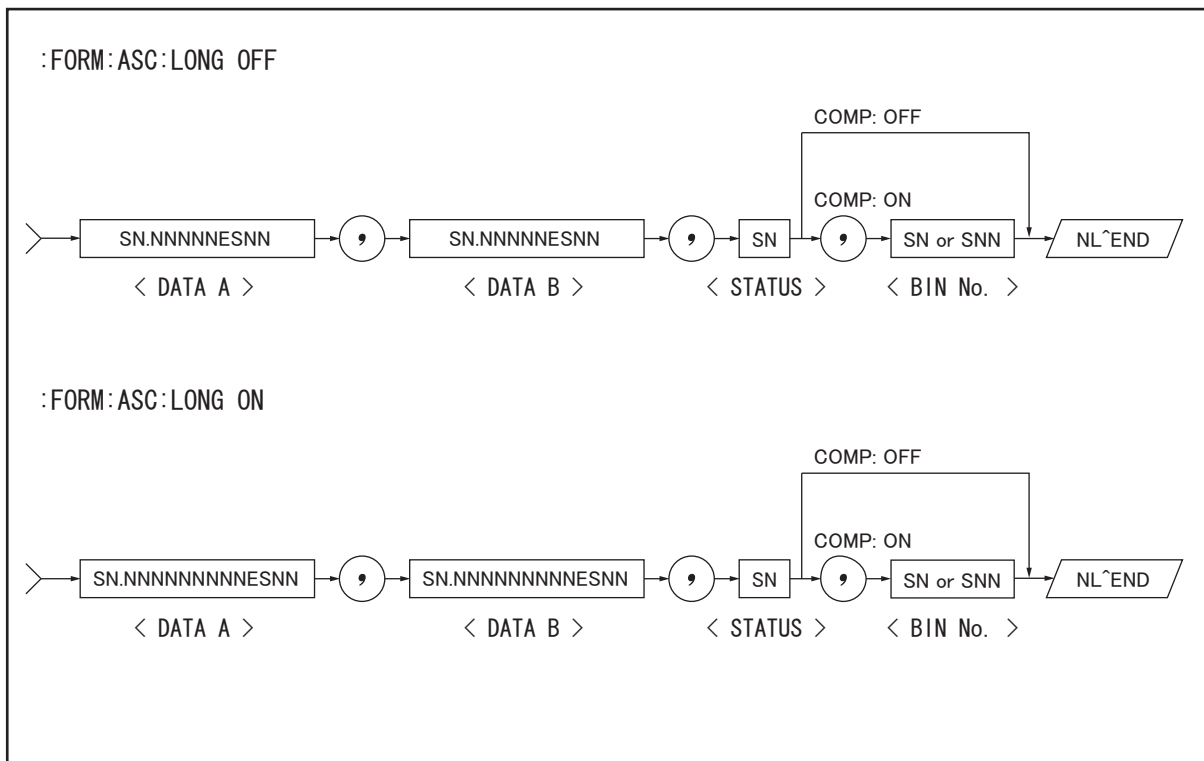 :FORM:ASC:LONG OFF
COMP: OFF
COMP: ON
SN.NNNNNESNN , SN.NNNNNESNN , SN , SN or SNN NL^END
< DATA A > < DATA B > < STATUS > < BIN No. >
:FORM:ASC:LONG ON
COMP: OFF
COMP: ON
SN.NNNNNNNNNESNN , SN.NNNNNNNNNESNN , SN , SN or SNN NL^END
< DATA A > < DATA B > < STATUS > < BIN No. >